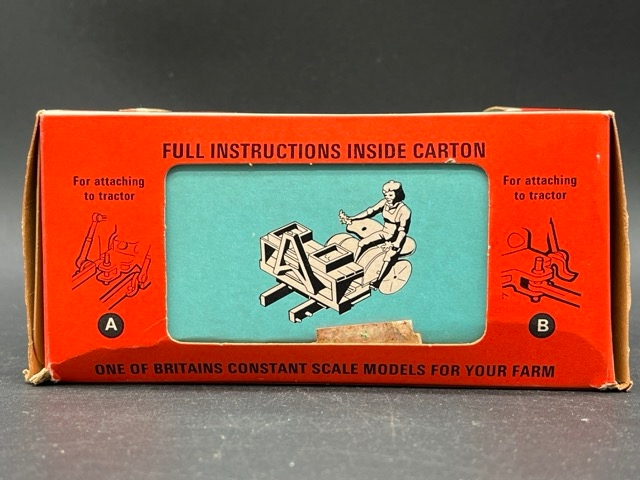 FULL INSTRUCTIONS INSIDE CARTON
For attaching
to tractor
For attaching
to tractor
A
B
ONE OF BRITAINS CONSTANT SCALE MODELS FOR YOUR FARM